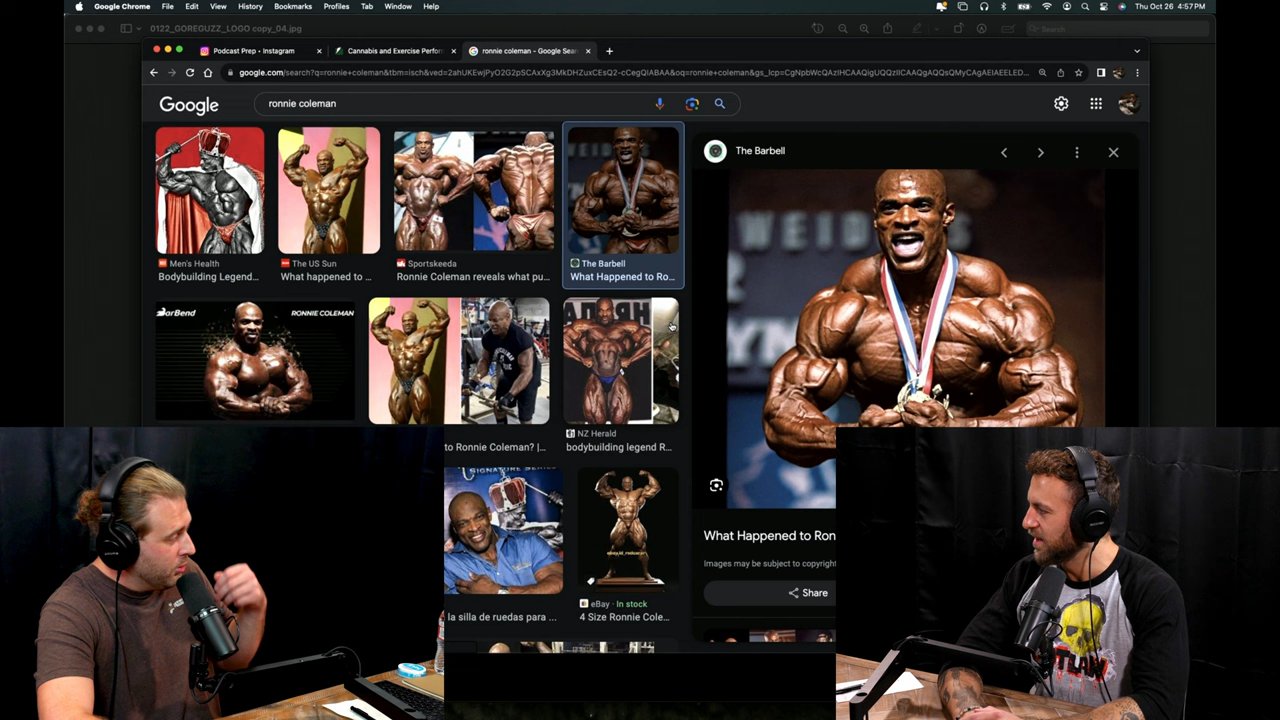 Google Chrome File Edit View History Bookmarks Profiles Tab Window Help Thu Oct 26 4:57 PM
0122_GOREGUZZ_LOGO copy_04.jpg Search
Podcast Prep • Instagram Cannabis and Exercise Perfor ronnie coleman - Google Sear
Google
ronnie coleman
The Barbell
Men's Health
Bodybuilding Legend...
The US Sun
What happened to ...
Sportskeeda
Ronnie Coleman reveals what pu...
The Barbell
What Happened to Ro...
BarBend
RONNIE COLEMAN
to Ronnie Coleman? |...
NZ Herald
bodybuilding legend R...
SIGNATURE SERIES
la silla de ruedas para ...
eBay · In stock
4 Size Ronnie Cole...
What Happened to Ron
Images may be subject to copyright
Share